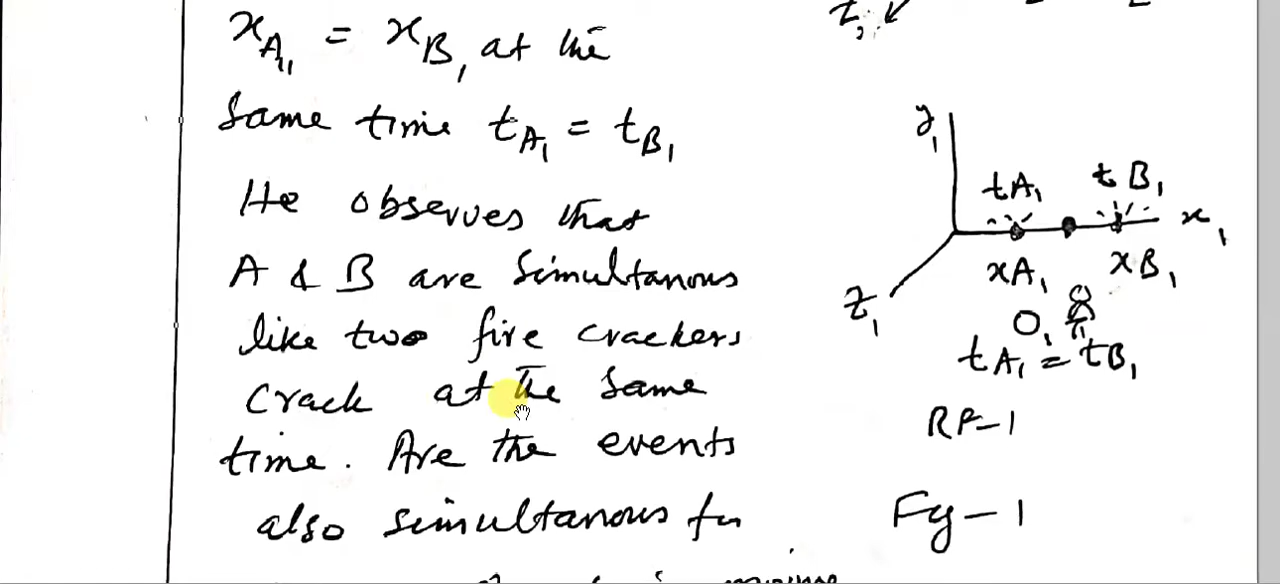 xA₁ = xB₁ at the
same time tA₁ = tB₁
He observes that
A & B are Simultanous
like two fire crackers
crack at the same
time. Are the events
also simultanous for
y₁
tA₁ tB₁
x₁
xA₁ xB₁
z₁
O₁
tA₁ = tB₁
RF-1
Fy-1